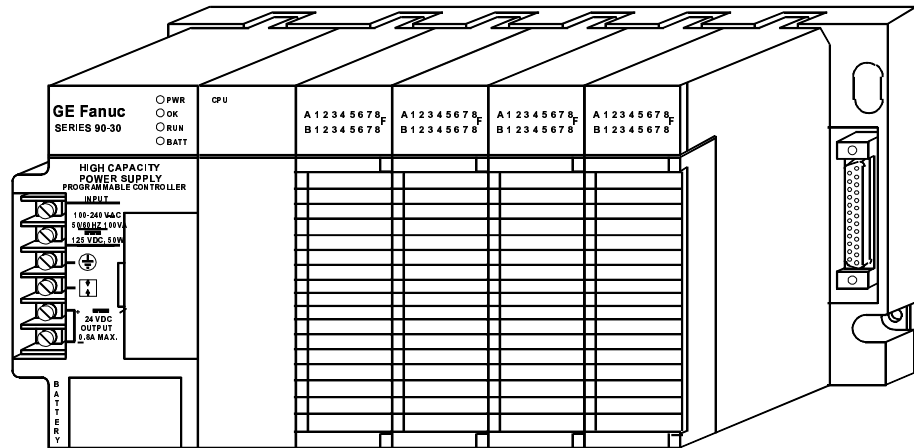 GE Fanuc
SERIES 90-30
PWR
OK
RUN
BATT
CPU
A 1 2 3 4 5 6 7 8
F
B 1 2 3 4 5 6 7 8
A 1 2 3 4 5 6 7 8
F
B 1 2 3 4 5 6 7 8
A 1 2 3 4 5 6 7 8
F
B 1 2 3 4 5 6 7 8
A 1 2 3 4 5 6 7 8
F
B 1 2 3 4 5 6 7 8
HIGH CAPACITY
POWER SUPPLY
PROGRAMMABLE CONTROLLER
INPUT
100-240 VAC
50/60HZ 100VA
125 VDC, 50W
+
24 VDC
OUTPUT
0.8A MAX.
–
BATTERY